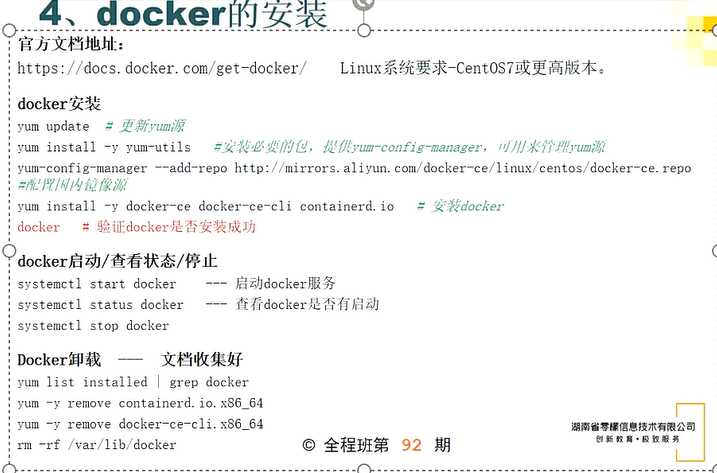 4、docker的安装
官方文档地址：
https://docs.docker.com/get-docker/    Linux系统要求-CentOS7或更高版本。
docker安装
yum update  # 更新yum源
yum install -y yum-utils   #安装必要的包，提供yum-config-manager，可用来管理yum源
yum-config-manager --add-repo http://mirrors.aliyun.com/docker-ce/linux/centos/docker-ce.repo
#配置国内镜像源
yum install -y docker-ce docker-ce-cli containerd.io   # 安装docker
docker   # 验证docker是否安装成功
docker启动/查看状态/停止
systemctl start docker    --- 启动docker服务
systemctl status docker   --- 查看docker是否有启动
systemctl stop docker
Docker卸载  ---  文档收集好
yum list installed | grep docker
yum -y remove containerd.io.x86_64
yum -y remove docker-ce-cli.x86_64
rm -rf /var/lib/docker
© 全程班第 92 期
湖南省零檬信息技术有限公司
创新教育·极致服务